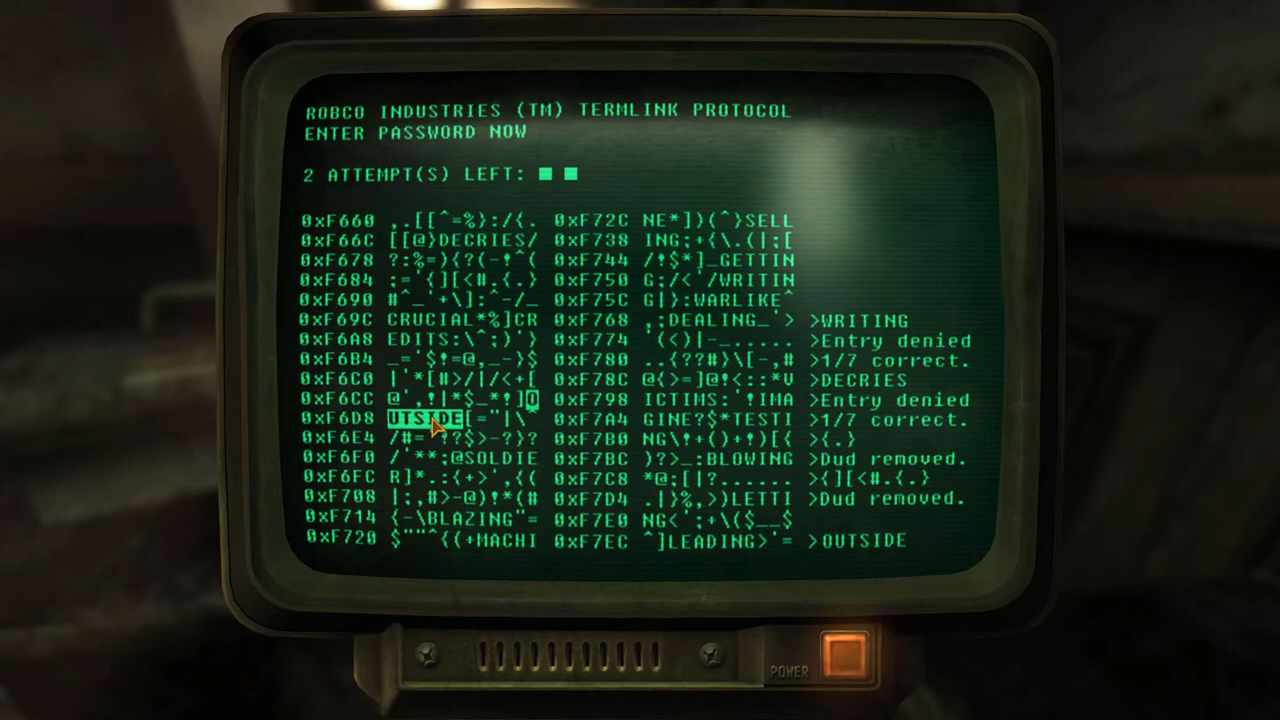 ROBCO INDUSTRIES (TM) TERMLINK PROTOCOL
ENTER PASSWORD NOW
2 ATTEMPT(S) LEFT: ■ ■
0xF660 ,.[[^=%}:/{. 0xF72C NE*])(^}SELL
0xF66C [[@}DECRIES/ 0xF738 ING;+{\.(|;[
0xF678 ?:%=){?(-!^( 0xF744 /!$*]_GETTIN
0xF684 ;='{][<#.{.} 0xF750 G:/<'/WRITIN
0xF690 #^_'+\]:^-/_ 0xF75C G|}:WARLIKE^
0xF69C CRUCIAL*%]CR 0xF768 ,;DEALING_'> >WRITING
0xF6A8 EDITS:\^;)'} 0xF774 '(<)|-_..... >Entry denied
0xF6B4 _='$!=@,_-}$ 0xF780 ..{??#}\[-,# >1/7 correct.
0xF6C0 |'*[#>/|/<+[ 0xF78C @{>=]@!<::*V >DECRIES
0xF6CC @',!|*$_*!]O 0xF798 ICTIMS:'!IMA >Entry denied
0xF6D8 UTSIDE[="|\* 0xF7A4 GINE?$*TESTI >1/7 correct.
0xF6E4 /#= ??$>-?}? 0xF7B0 NG\!+()+!)[{ >{.}
0xF6F0 /'**;@SOLDIE 0xF7BC )?>_:BLOWING >Dud removed.
0xF6FC R]*.:{+>',{( 0xF7C8 *@;[|?...... >{][<#.{.}
0xF708 |:,#>-@)!*(# 0xF7D4 .|}%,>)LETTI >Dud removed.
0xF714 {-\BLAZING"= 0xF7E0 NG<';+\($__$
0xF720 $""^{(+MACHI 0xF7EC ^]LEADING>'= >OUTSIDE
POWER